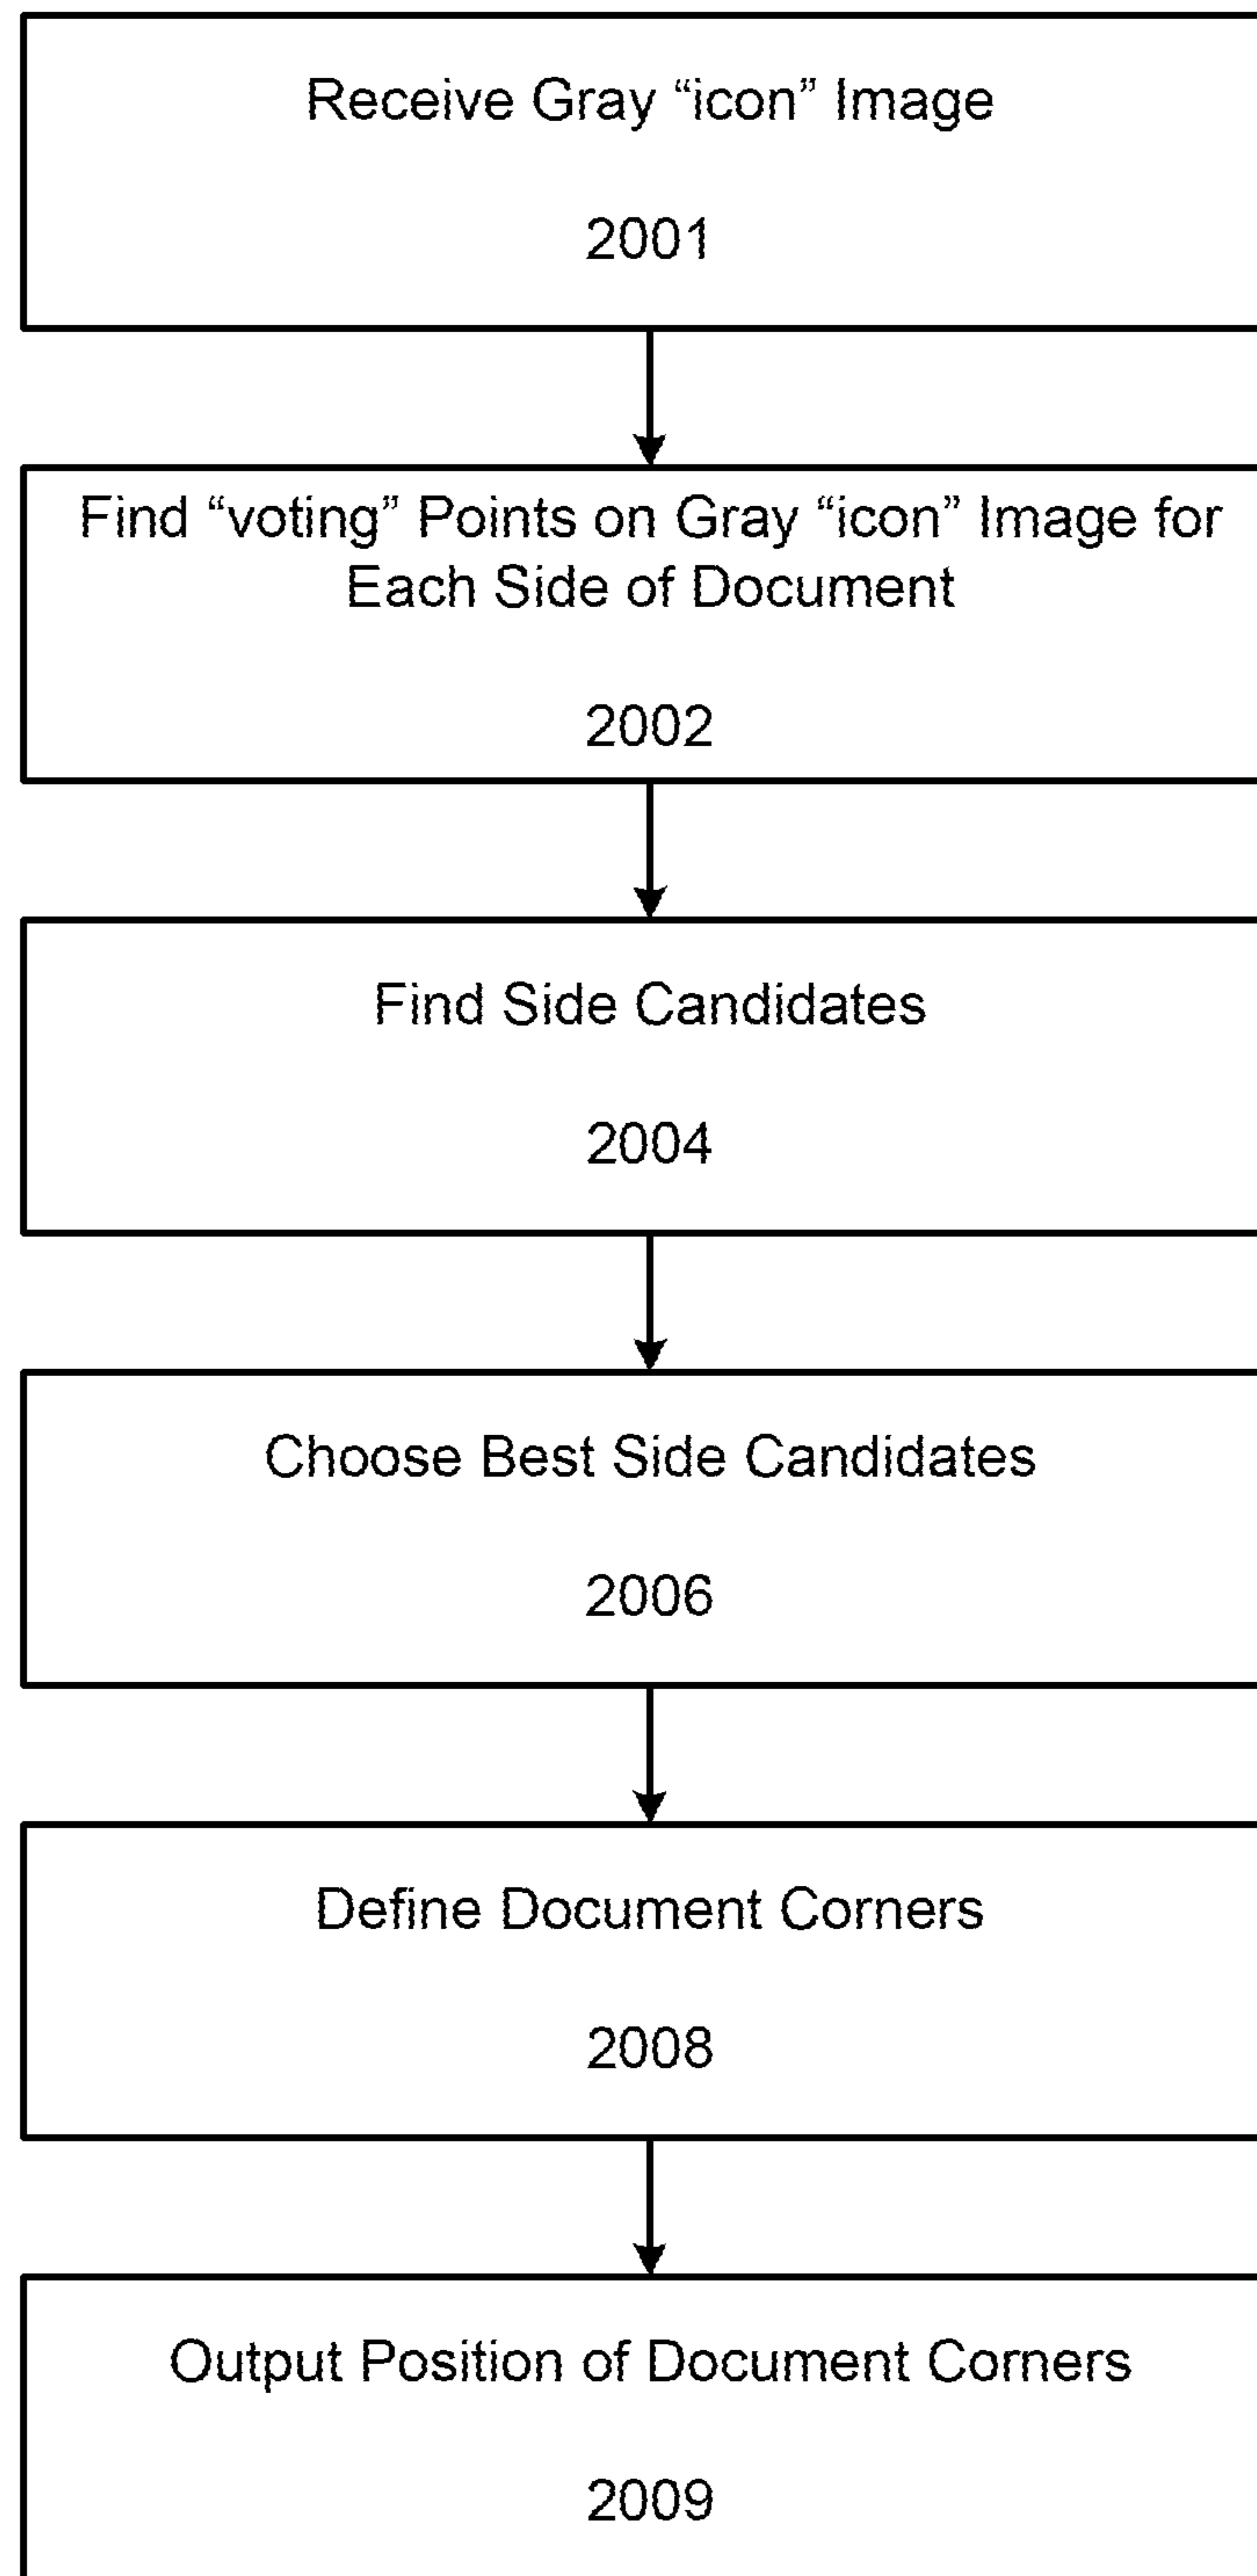 Receive Gray “icon” Image
2001
Find “voting” Points on Gray “icon” Image for
Each Side of Document
2002
Find Side Candidates
2004
Choose Best Side Candidates
2006
Define Document Corners
2008
Output Position of Document Corners
2009